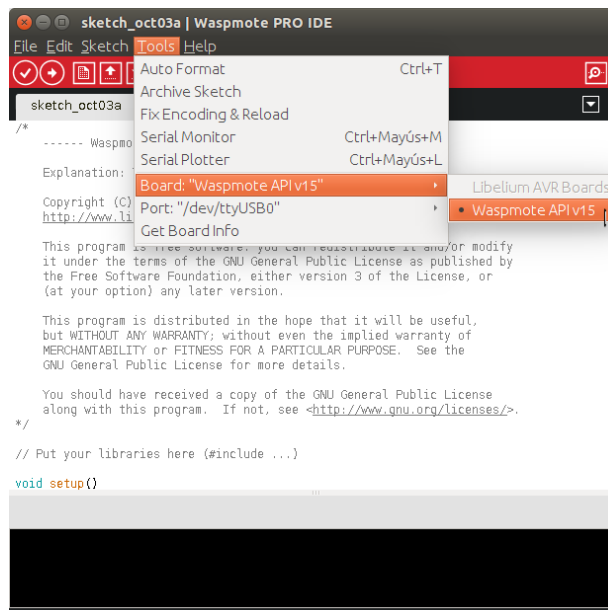 sketch_oct03a | Waspmote PRO IDE
File Edit Sketch Tools Help
sketch_oct03a
Auto Format Ctrl+T
Archive Sketch
Fix Encoding & Reload
Serial Monitor Ctrl+Mayús+M
Serial Plotter Ctrl+Mayús+L
Board: "Waspmote API v15"
Port: "/dev/ttyUSB0"
Get Board Info
Libelium AVR Boards
Waspmote API v15
/*
------ Waspmo
Explanation:
Copyright (C)
http://www.li
This program is free software: you can redistribute it and/or modify
it under the terms of the GNU General Public License as published by
the Free Software Foundation, either version 3 of the License, or
(at your option) any later version.
This program is distributed in the hope that it will be useful,
but WITHOUT ANY WARRANTY; without even the implied warranty of
MERCHANTABILITY or FITNESS FOR A PARTICULAR PURPOSE.  See the
GNU General Public License for more details.
You should have received a copy of the GNU General Public License
along with this program.  If not, see <http://www.gnu.org/licenses/>.
*/
// Put your libraries here (#include ...)
void setup()